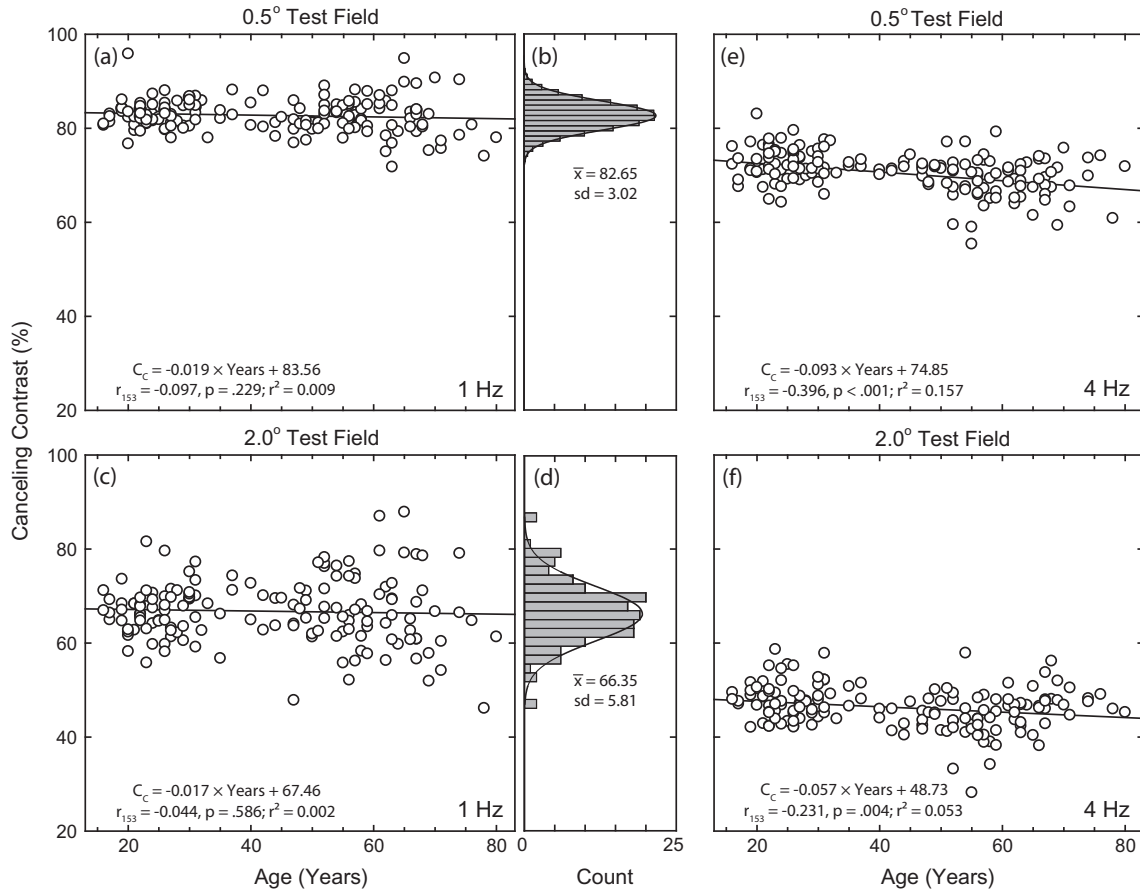 0.5° Test Field
0.5° Test Field
Canceling Contrast (%)
100
80
60
40
20
(a)
C_C = -0.019 × Years + 83.56
r₁₅₃ = -0.097, p = .229; r² = 0.009
1 Hz
(b)
x̅ = 82.65
sd = 3.02
(e)
C_C = -0.093 × Years + 74.85
r₁₅₃ = -0.396, p < .001; r² = 0.157
4 Hz
2.0° Test Field
2.0° Test Field
100
80
60
40
20
(c)
C_C = -0.017 × Years + 67.46
r₁₅₃ = -0.044, p = .586; r² = 0.002
1 Hz
(d)
x̅ = 66.35
sd = 5.81
(f)
C_C = -0.057 × Years + 48.73
r₁₅₃ = -0.231, p = .004; r² = 0.053
4 Hz
20 40 60 80
0 25
20 40 60 80
Age (Years)
Count
Age (Years)